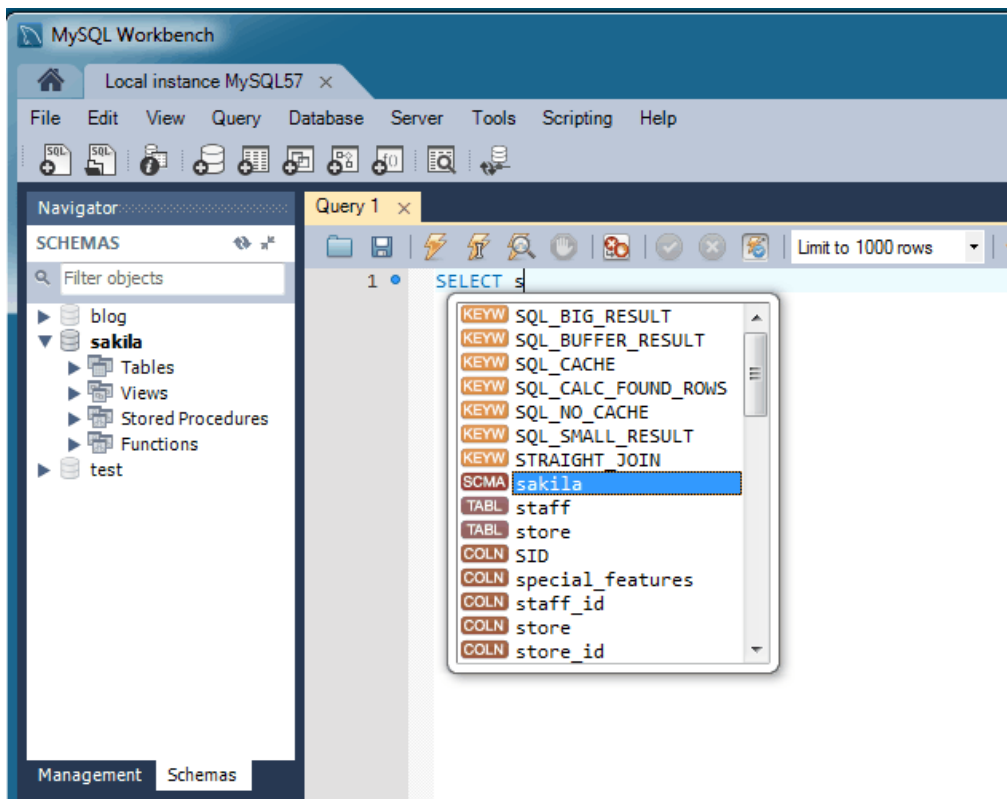 MySQL Workbench
Local instance MySQL57
File Edit View Query Database Server Tools Scripting Help
SQL SQL
Navigator
Query 1
SCHEMAS
Limit to 1000 rows
Filter objects
1 SELECT s
blog
sakila
Tables
Views
Stored Procedures
Functions
test
KEYW SQL_BIG_RESULT
KEYW SQL_BUFFER_RESULT
KEYW SQL_CACHE
KEYW SQL_CALC_FOUND_ROWS
KEYW SQL_NO_CACHE
KEYW SQL_SMALL_RESULT
KEYW STRAIGHT_JOIN
SCMA sakila
TABL staff
TABL store
COLN SID
COLN special_features
COLN staff_id
COLN store
COLN store_id
Management Schemas